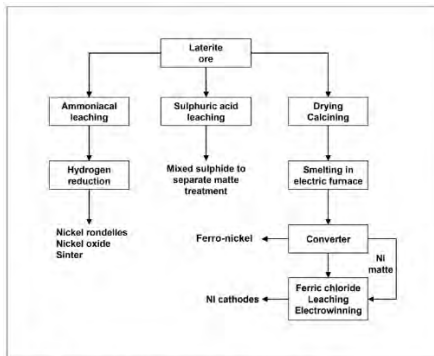 Laterite
ore
Ammoniacal
leaching
Sulphuric acid
leaching
Drying
Calcining
Hydrogen
reduction
Mixed sulphide to
separate matte
treatment
Smelting in
electric furnace
Nickel rondelles
Nickel oxide
Sinter
Ferro-nickel
Converter
Ni
matte
NI cathodes
Ferric chloride
Leaching
Electrowinning